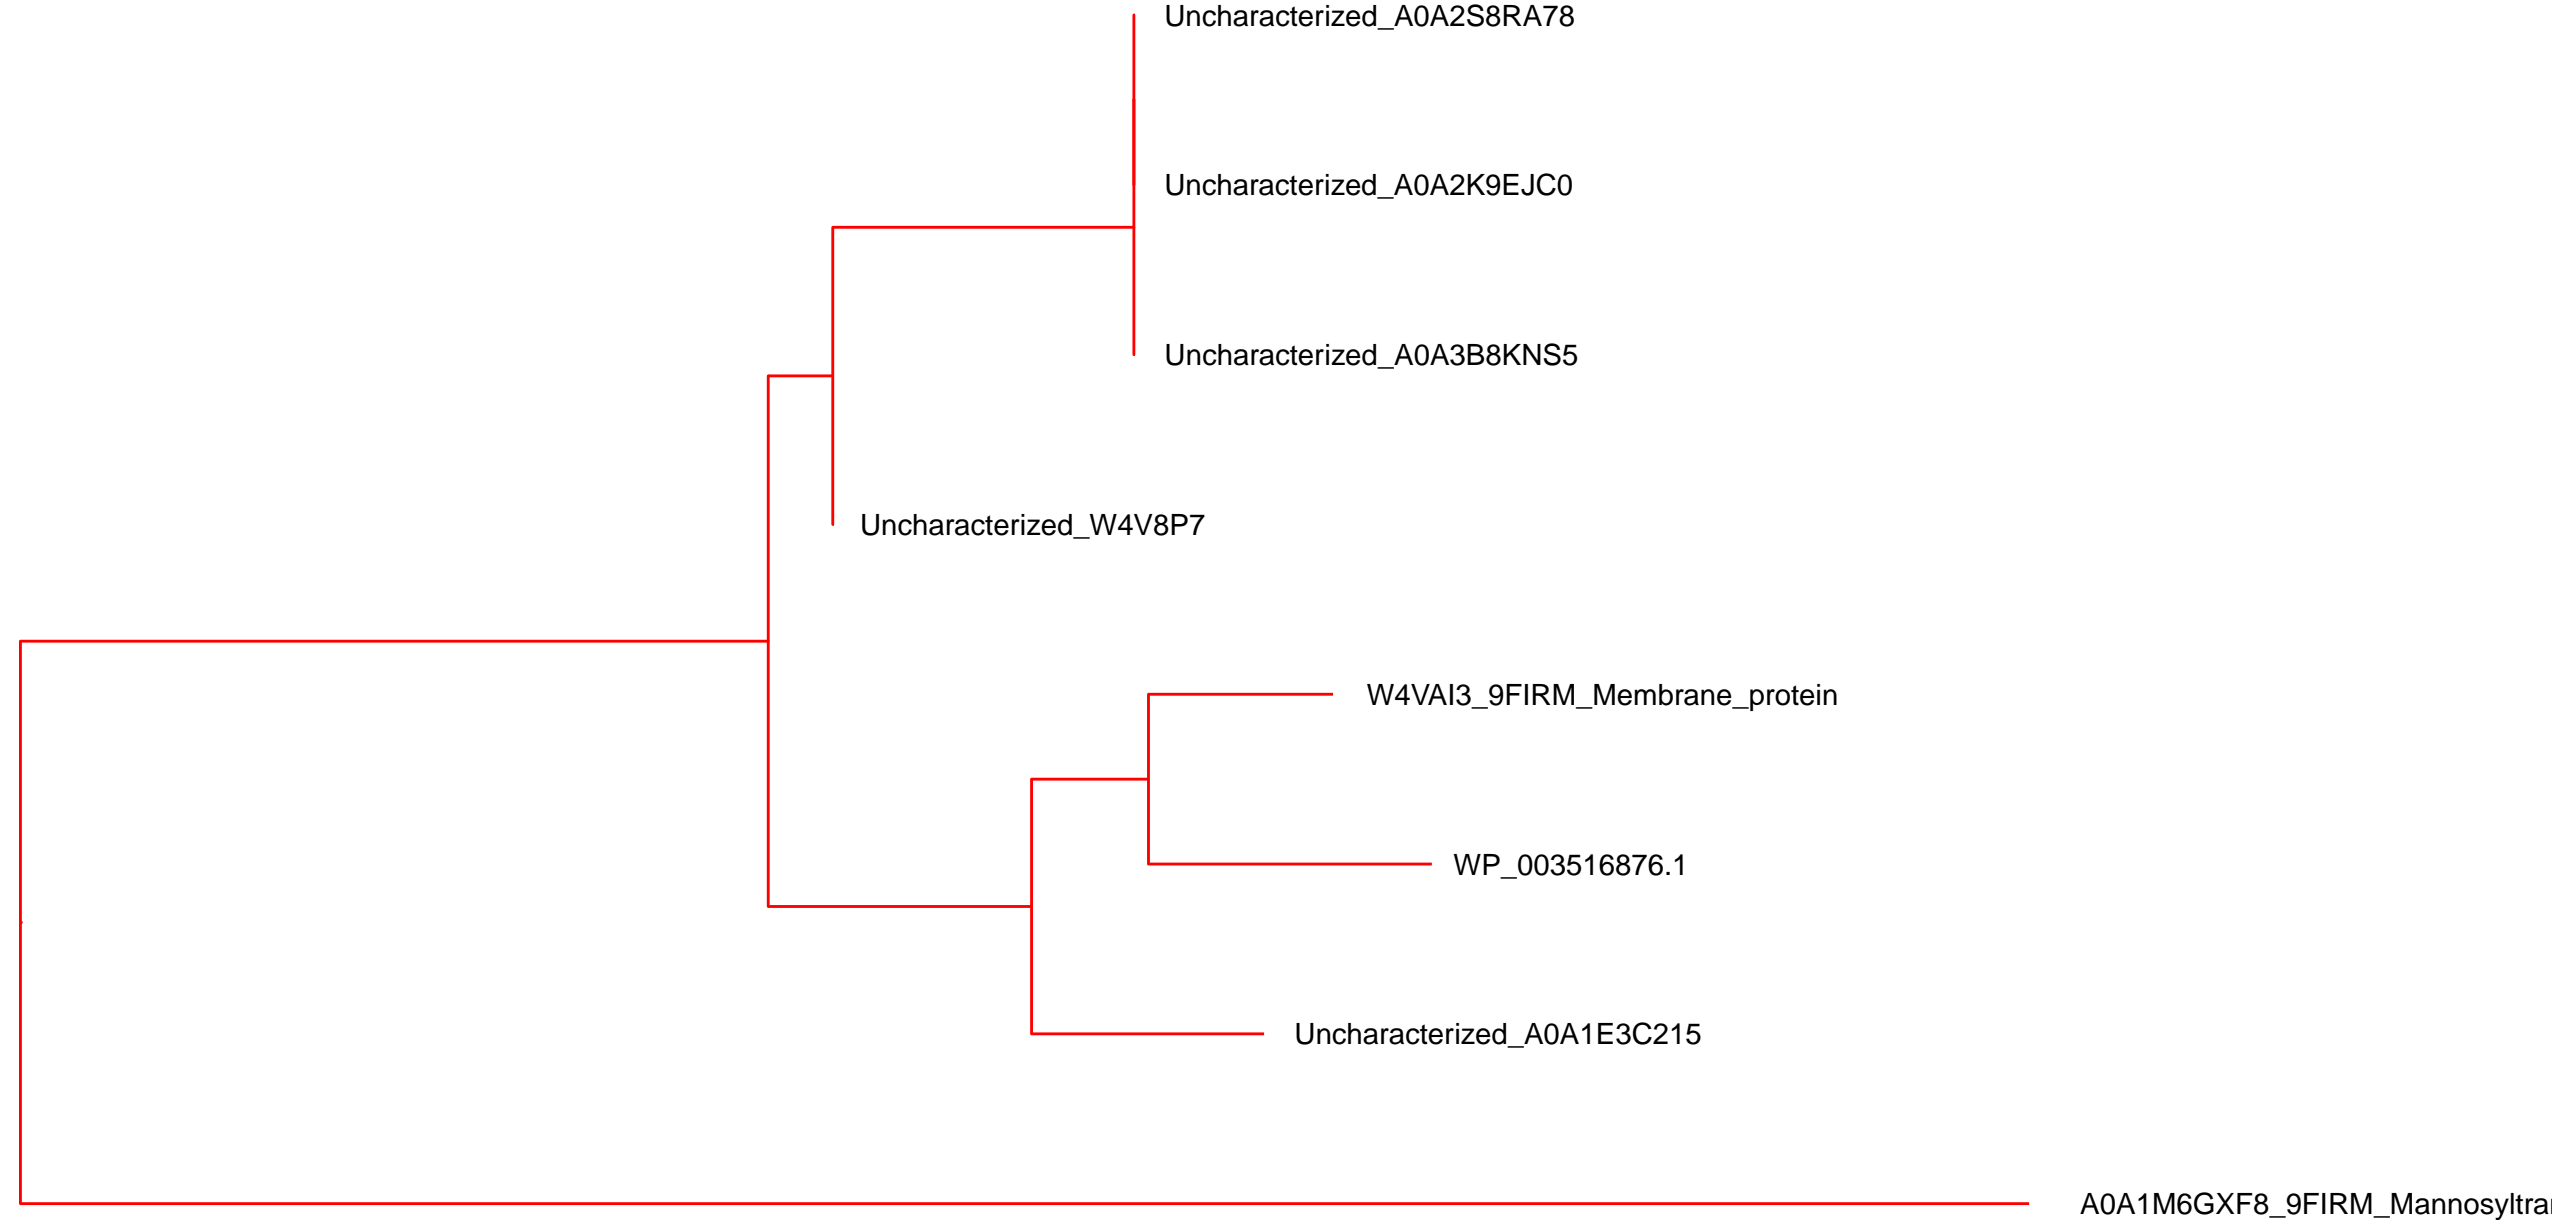 Uncharacterized_A0A2S8RA78
Uncharacterized_A0A2K9EJC0
Uncharacterized_A0A3B8KNS5
Uncharacterized_W4V8P7
W4VAI3_9FIRM_Membrane_protein
WP_003516876.1
Uncharacterized_A0A1E3C215
A0A1M6GXF8_9FIRM_Mannosyltra